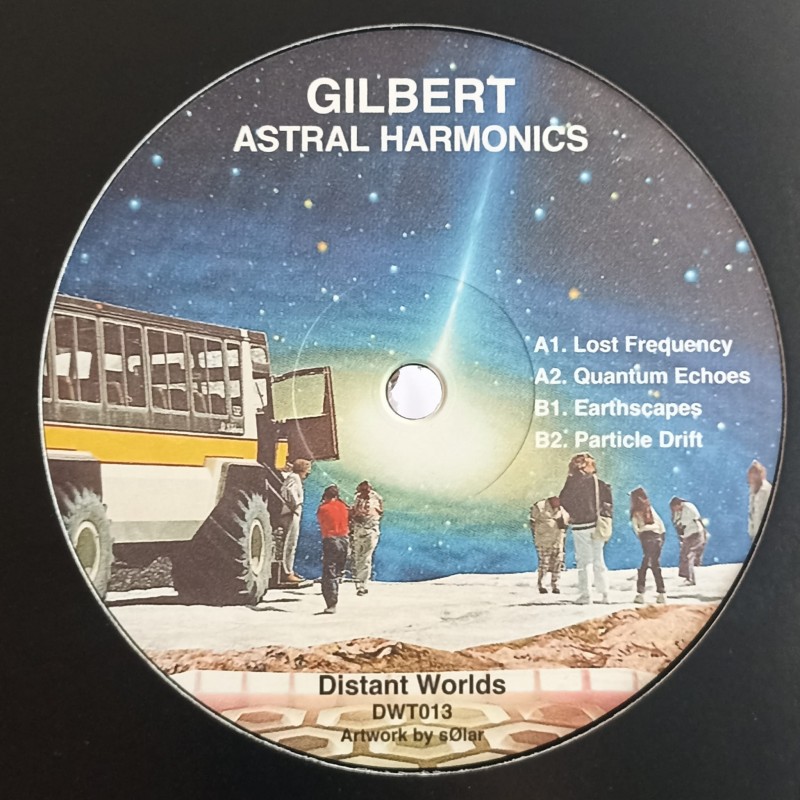 GILBERT
ASTRAL HARMONICS
A1. Lost Frequency
A2. Quantum Echoes
B1. Earthscapes
B2. Particle Drift
Distant Worlds
DWT013
Artwork by sØlar